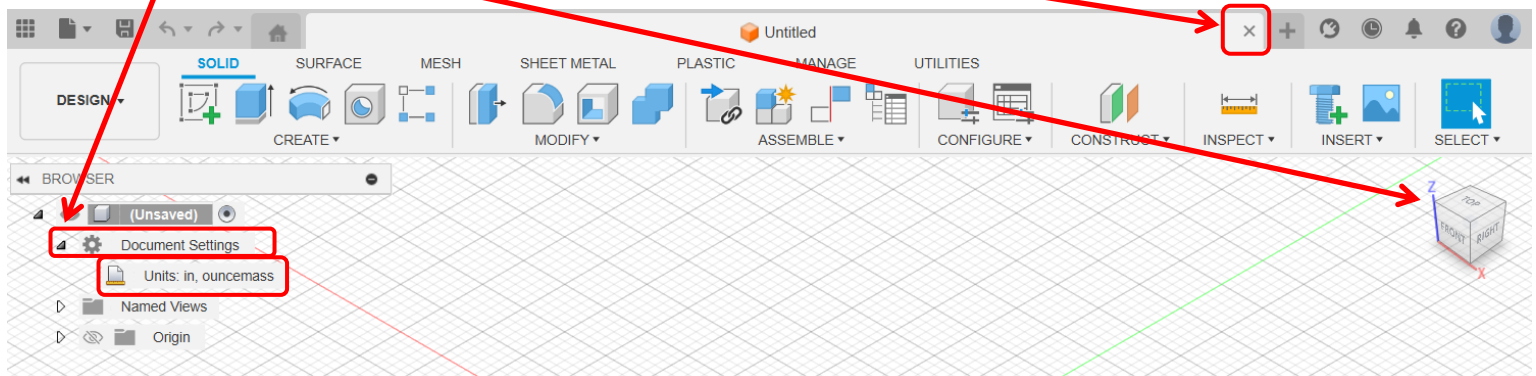 Untitled
SOLID SURFACE MESH SHEET METAL PLASTIC MANAGE UTILITIES
DESIGN
CREATE MODIFY ASSEMBLE CONFIGURE CONSTRUCT INSPECT INSERT SELECT
BROWSER
(Unsaved)
Document Settings
Units: in, ouncemass
Named Views
Origin
Z
TOP
FRONT RIGHT
X